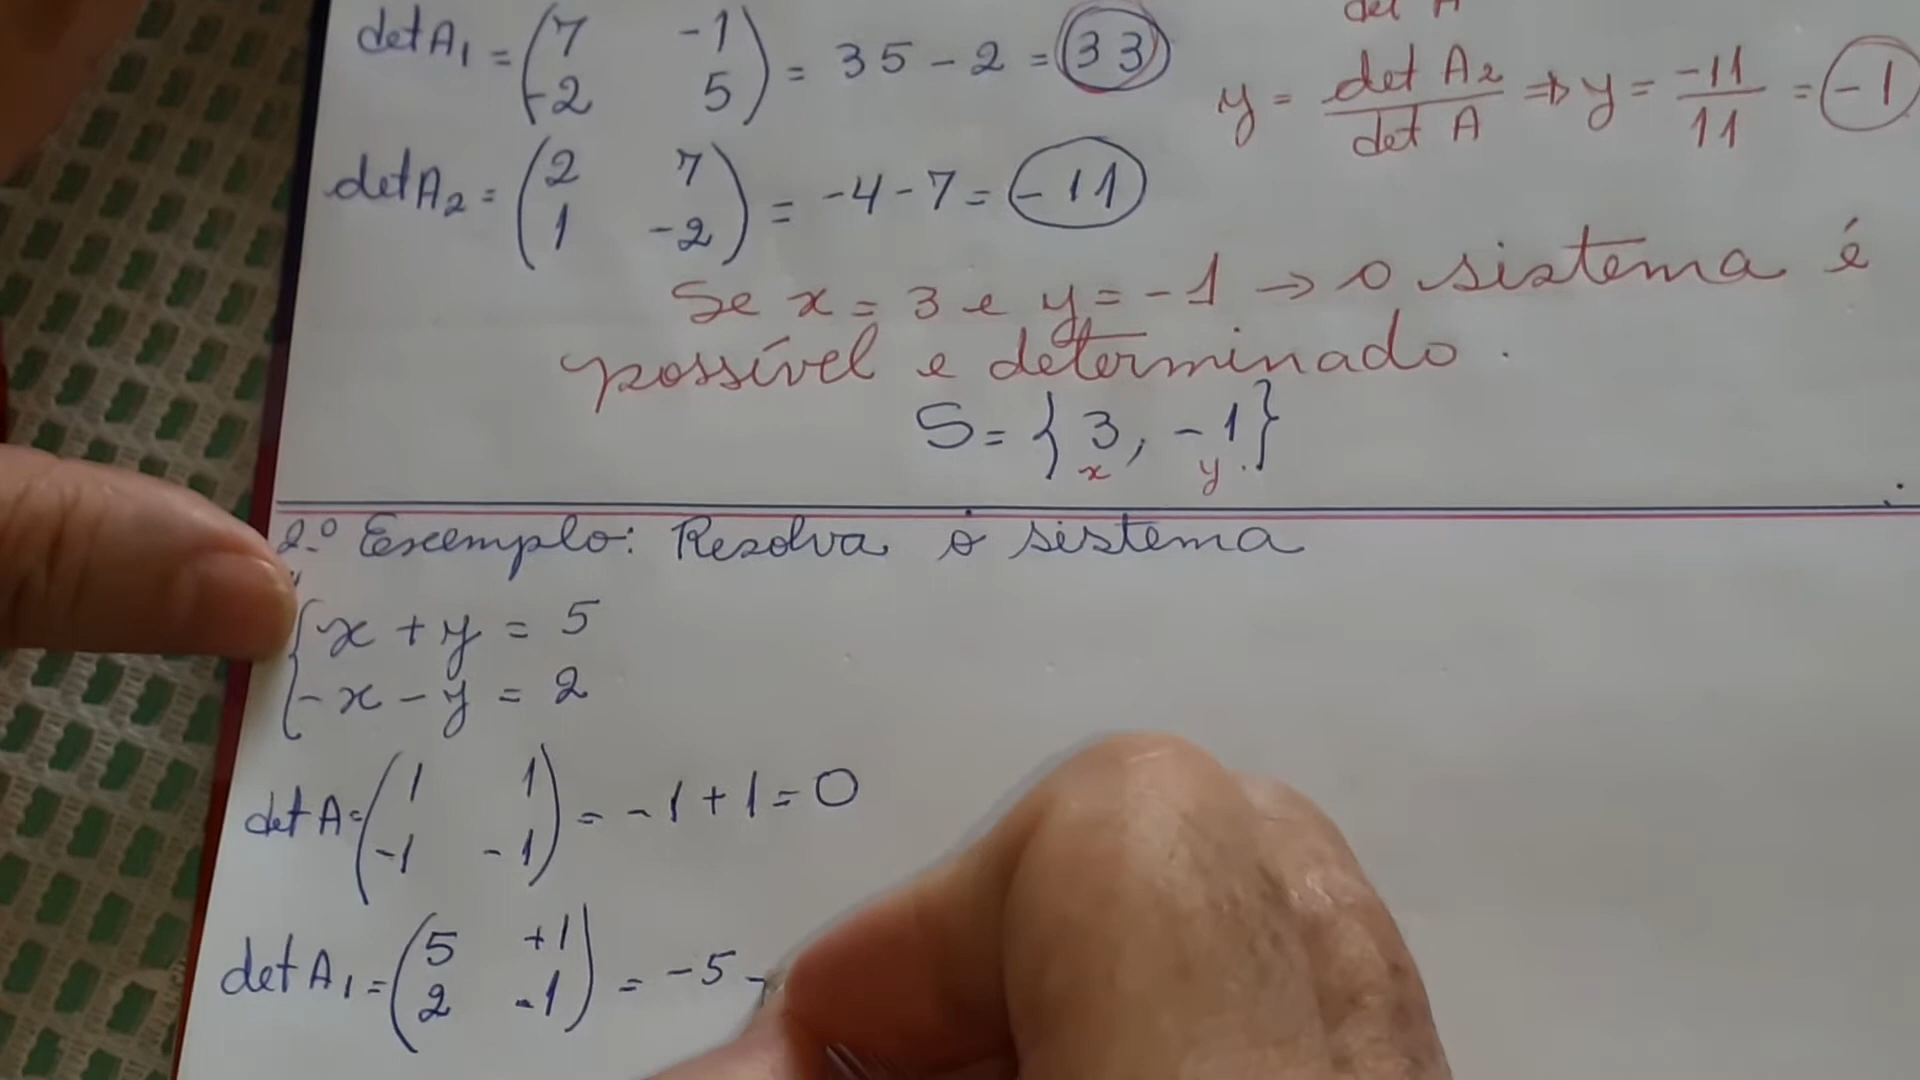 det A₁ = (7 -1) = 35 - 2 = 33
(-2 5)
det A
y = det A₂ / det A ⇒ y = -11 / 11 = -1
det A₂ = (2 7) = -4 - 7 = -11
(1 -2)
Se x = 3 e y = -1 → o sistema é
possível e determinado.
S = {3, -1}
x y
2.º Exemplo: Resolva o sistema
{x + y = 5
-x - y = 2
det A = (1 1) = -1 + 1 = 0
(-1 -1)
det A₁ = (5 +1) = -5 -
(2 -1)